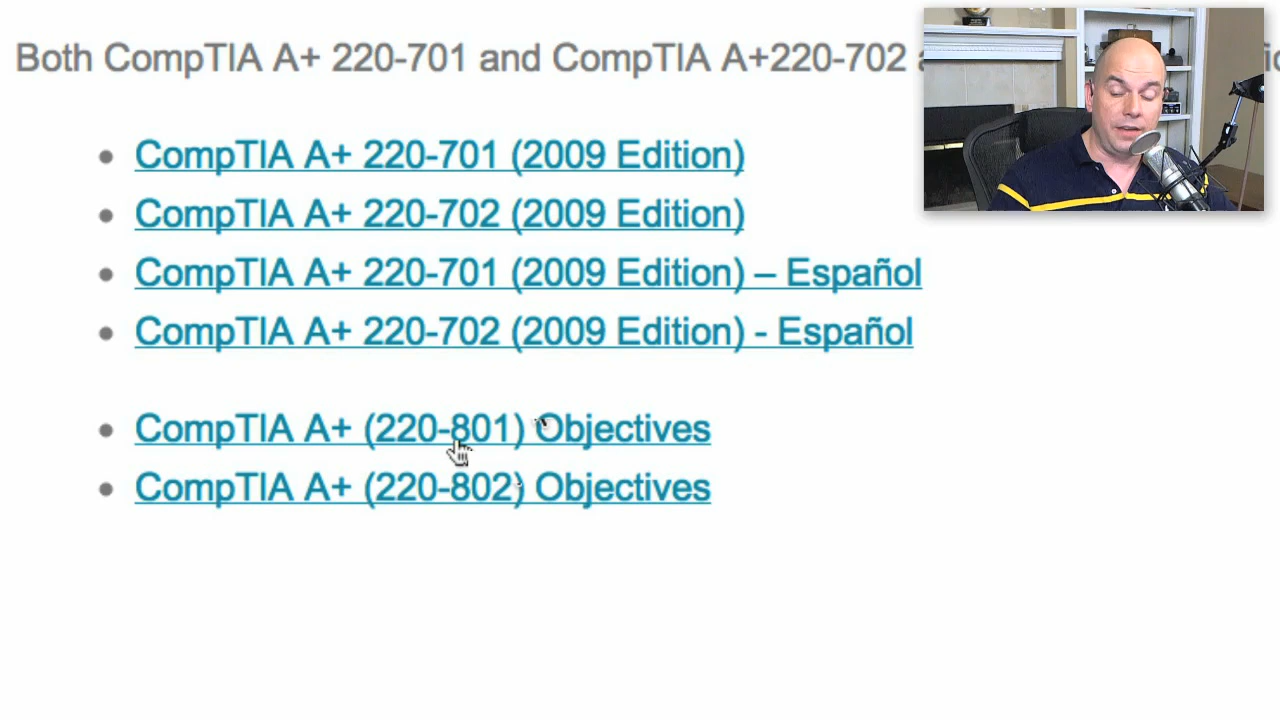 Both CompTIA A+ 220-701 and CompTIA A+220-702
CompTIA A+ 220-701 (2009 Edition)
CompTIA A+ 220-702 (2009 Edition)
CompTIA A+ 220-701 (2009 Edition) – Español
CompTIA A+ 220-702 (2009 Edition) - Español
CompTIA A+ (220-801) Objectives
CompTIA A+ (220-802) Objectives